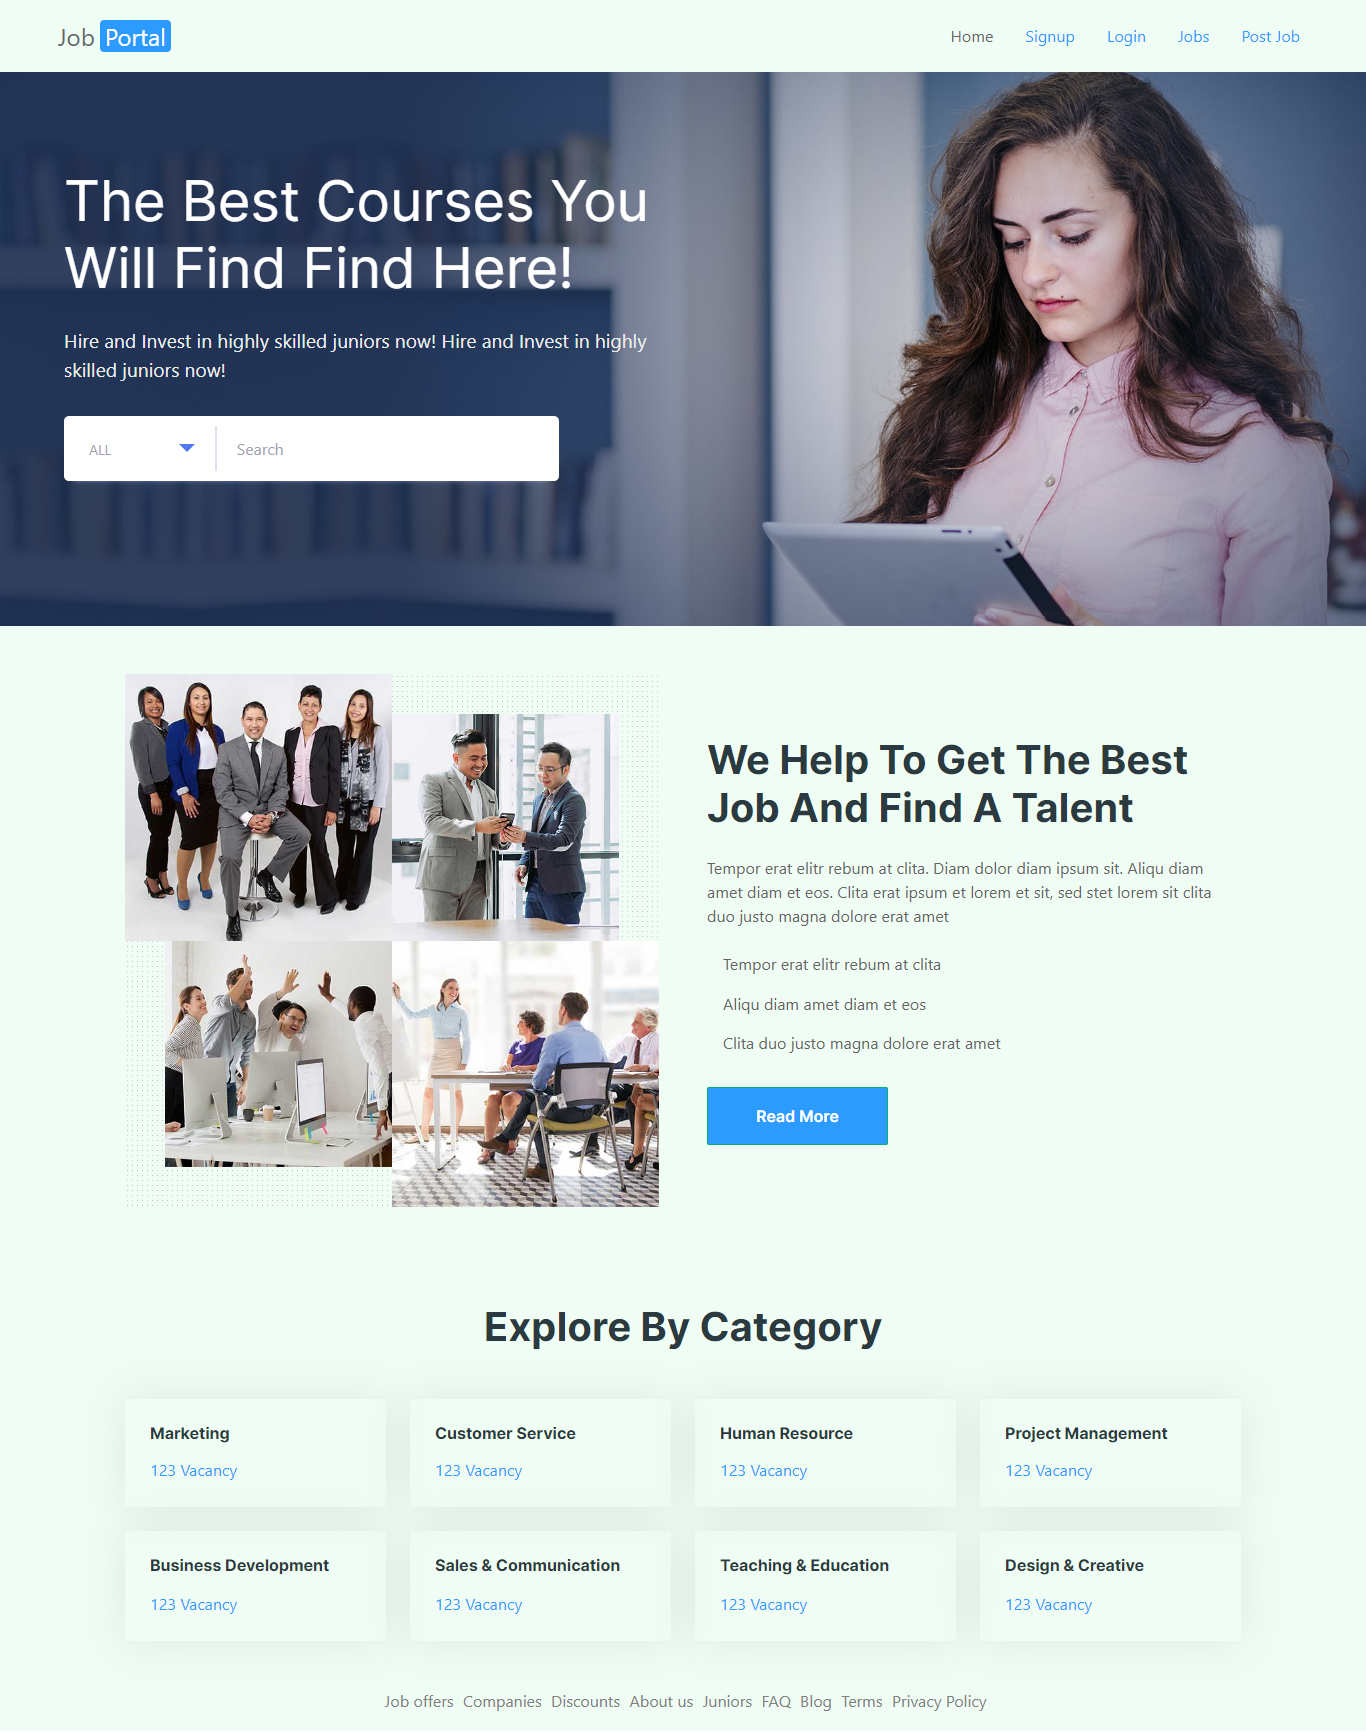 Job Portal
Home Signup Login Jobs Post Job
The Best Courses You
Will Find Find Here!
Hire and Invest in highly skilled juniors now! Hire and Invest in highly
skilled juniors now!
ALL Search
We Help To Get The Best
Job And Find A Talent
Tempor erat elitr rebum at clita. Diam dolor diam ipsum sit. Aliqu diam
amet diam et eos. Clita erat ipsum et lorem et sit, sed stet lorem sit clita
duo justo magna dolore erat amet
Tempor erat elitr rebum at clita
Aliqu diam amet diam et eos
Clita duo justo magna dolore erat amet
Read More
Explore By Category
Marketing
123 Vacancy
Customer Service
123 Vacancy
Human Resource
123 Vacancy
Project Management
123 Vacancy
Business Development
123 Vacancy
Sales & Communication
123 Vacancy
Teaching & Education
123 Vacancy
Design & Creative
123 Vacancy
Job offers Companies Discounts About us Juniors FAQ Blog Terms Privacy Policy